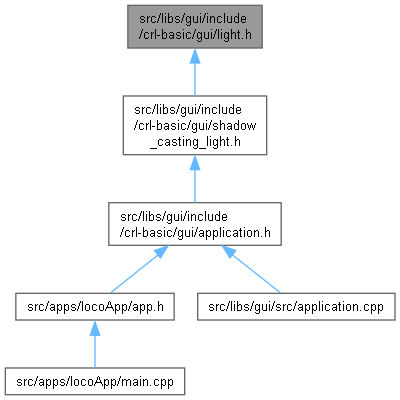 src/libs/gui/include
/crl-basic/gui/light.h
src/libs/gui/include
/crl-basic/gui/shadow
_casting_light.h
src/libs/gui/include
/crl-basic/gui/application.h
src/apps/locoApp/app.h
src/libs/gui/src/application.cpp
src/apps/locoApp/main.cpp